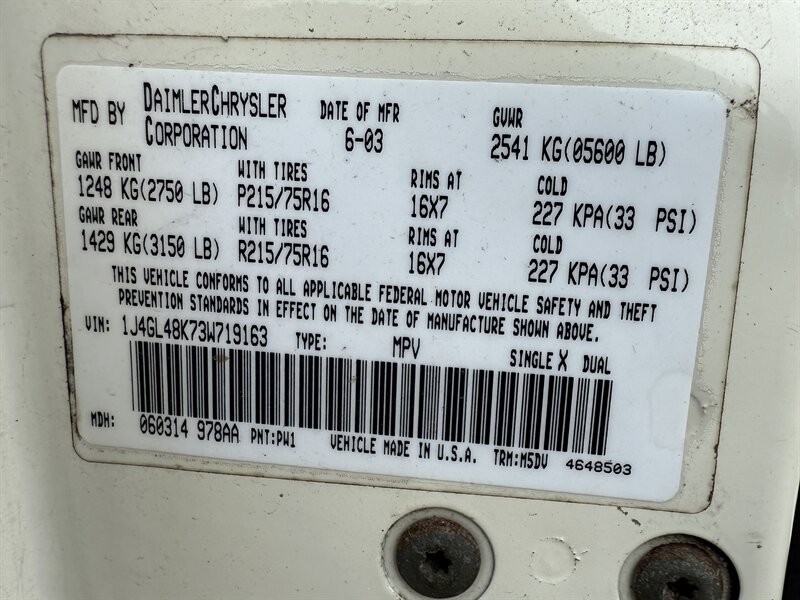 MFD BY DAIMLERCHRYSLER CORPORATION DATE OF MFR 6-03 GVWR 2541 KG(05600 LB)
GAWR FRONT WITH TIRES RIMS AT COLD
1248 KG(2750 LB) P215/75R16 16X7 227 KPA(33 PSI)
GAWR REAR WITH TIRES RIMS AT COLD
1429 KG(3150 LB) R215/75R16 16X7 227 KPA(33 PSI)
THIS VEHICLE CONFORMS TO ALL APPLICABLE FEDERAL MOTOR VEHICLE SAFETY AND THEFT
PREVENTION STANDARDS IN EFFECT ON THE DATE OF MANUFACTURE SHOWN ABOVE.
VIN: 1J4GL48K73W719163 TYPE: MPV SINGLE X DUAL
MDH: 060314 978AA PNT:PW1 VEHICLE MADE IN U.S.A. TRM:M5DV 4648503